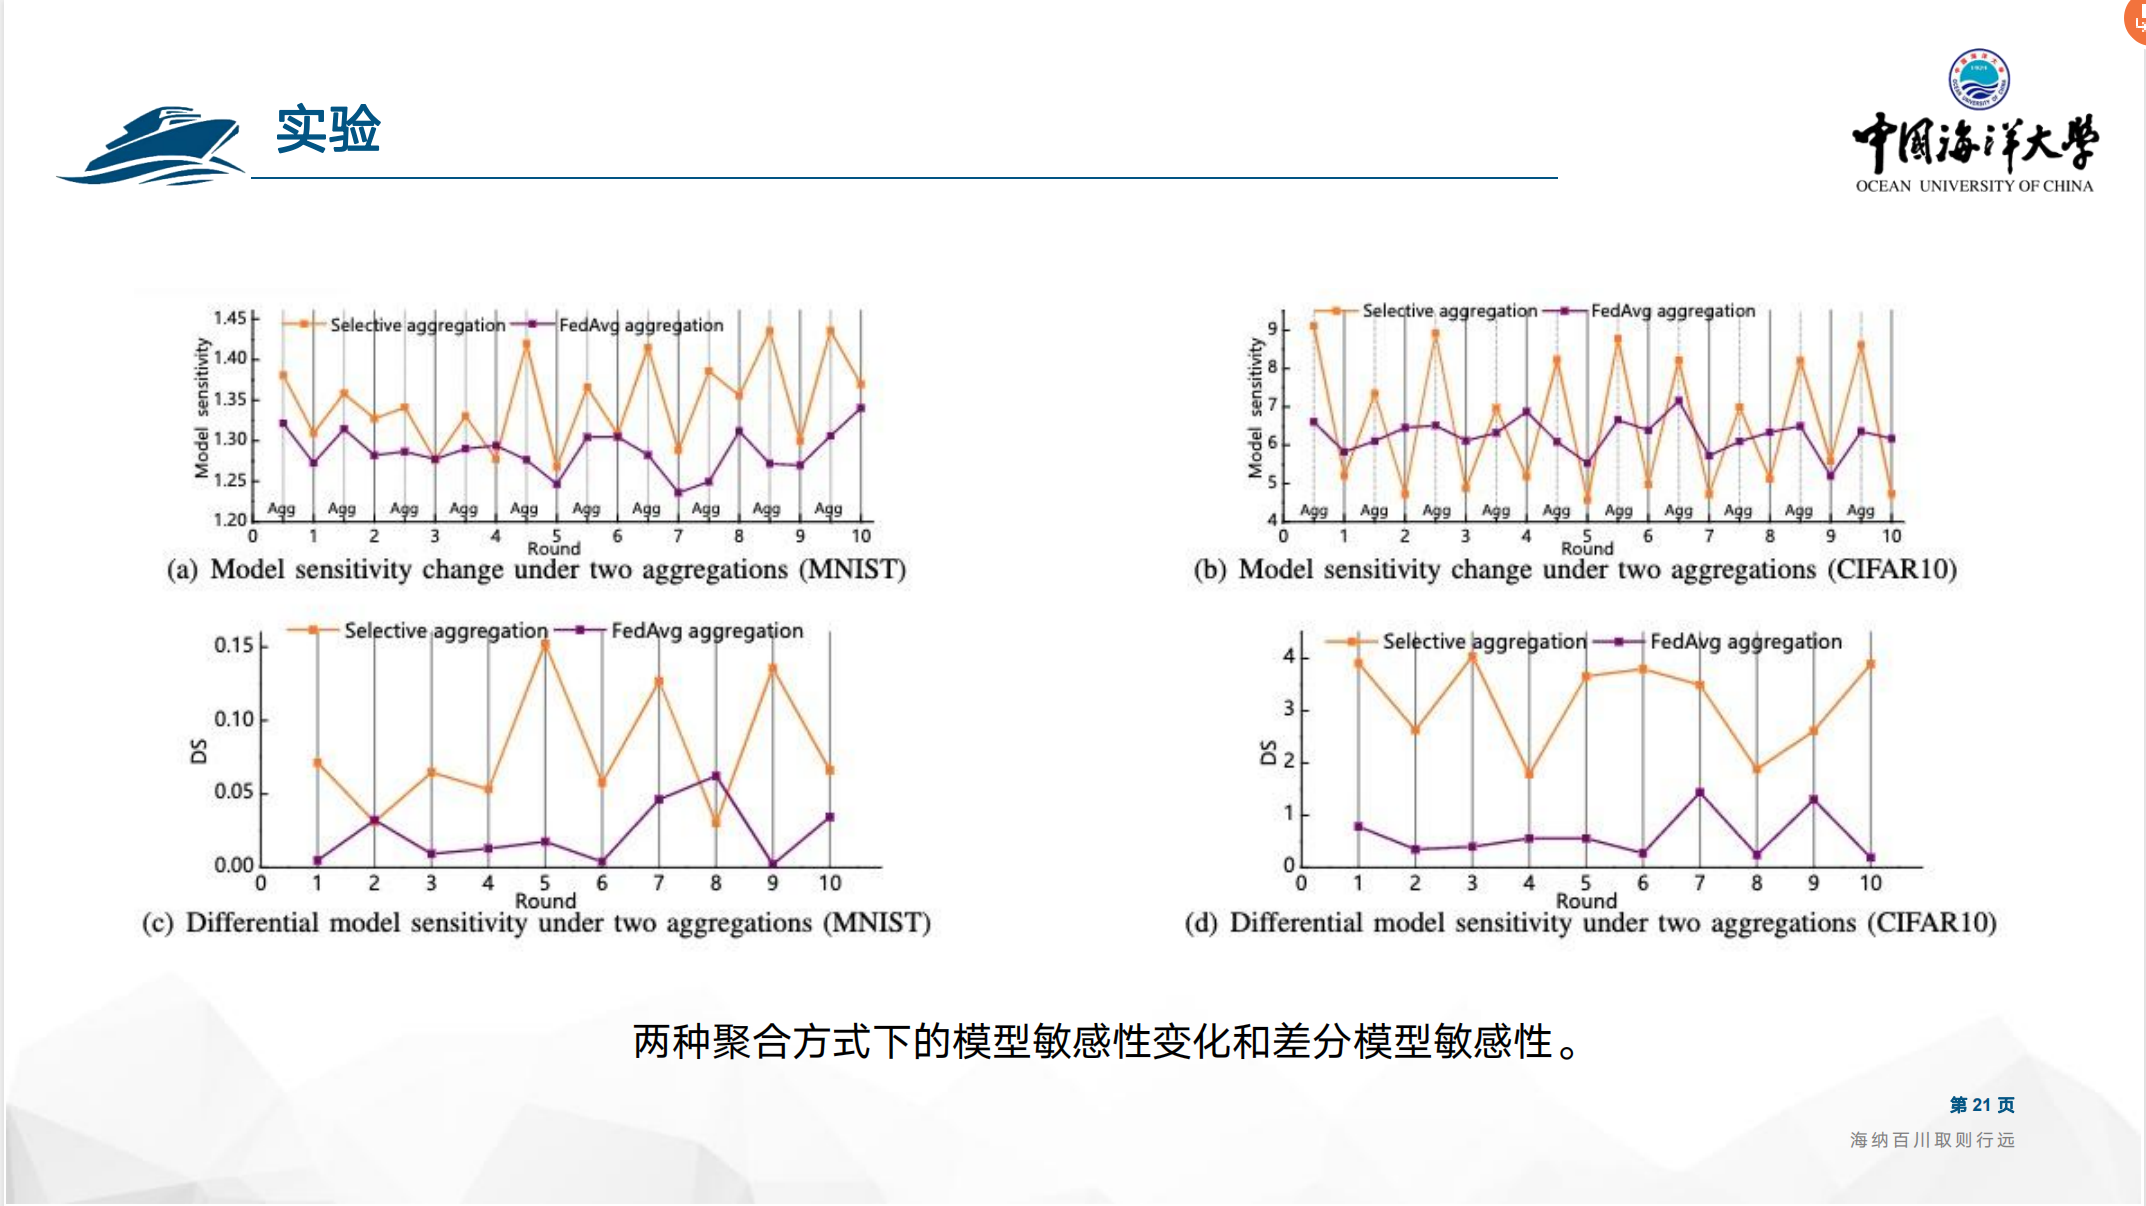 实验
中国海洋大学
OCEAN UNIVERSITY OF CHINA
Selective aggregation FedAvg aggregation
Model sensitivity
1.45
1.40
1.35
1.30
1.25
1.20
Agg Agg Agg Agg Agg Agg Agg Agg Agg Agg
0 1 2 3 4 5 6 7 8 9 10
Round
(a) Model sensitivity change under two aggregations (MNIST)
Selective aggregation FedAvg aggregation
Model sensitivity
9
8
7
6
5
4
Agg Agg Agg Agg Agg Agg Agg Agg Agg Agg
0 1 2 3 4 5 6 7 8 9 10
Round
(b) Model sensitivity change under two aggregations (CIFAR10)
Selective aggregation FedAvg aggregation
DS
0.15
0.10
0.05
0.00
0 1 2 3 4 5 6 7 8 9 10
Round
(c) Differential model sensitivity under two aggregations (MNIST)
Selective aggregation FedAvg aggregation
DS
4
3
2
1
0
0 1 2 3 4 5 6 7 8 9 10
Round
(d) Differential model sensitivity under two aggregations (CIFAR10)
两种聚合方式下的模型敏感性变化和差分模型敏感性。
第 21 页
海纳百川取则行远